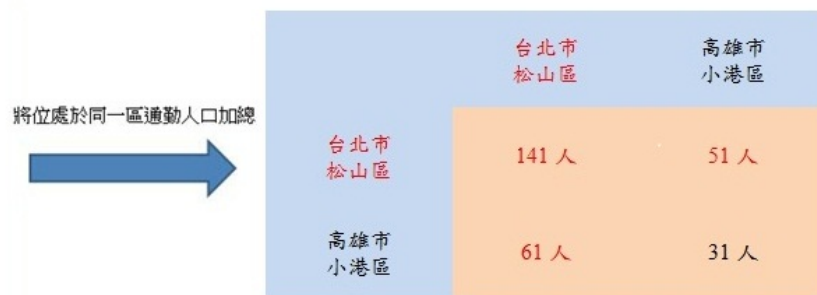 台北市 高雄市
松山區 小港區
將位處於同一區通勤人口加總
台北市
松山區
141 人 51 人
高雄市
小港區
61 人 31 人